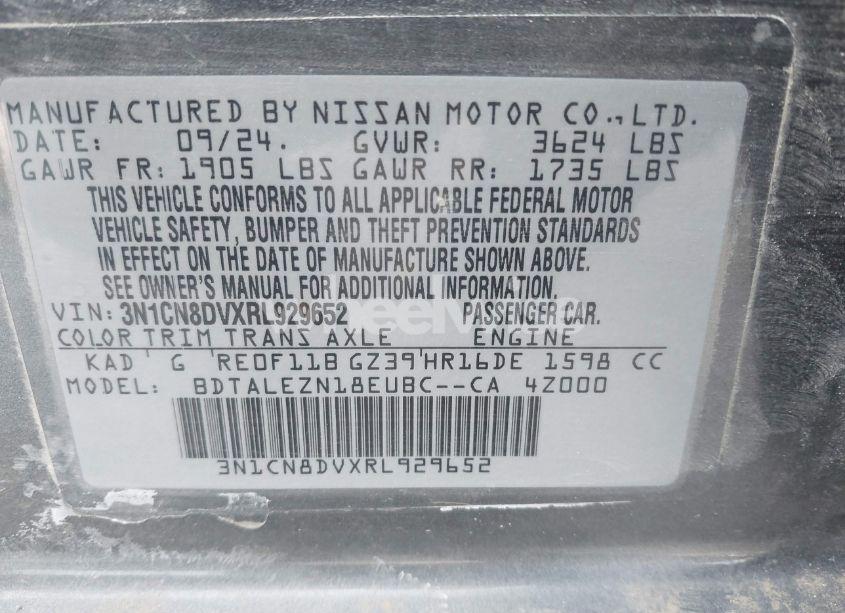 MANUFACTURED BY NISSAN MOTOR CO., LTD.
DATE: 09/24. GVWR: 3624 LBS
GAWR FR: 1905 LBS GAWR RR: 1735 LBS
THIS VEHICLE CONFORMS TO ALL APPLICABLE FEDERAL MOTOR
VEHICLE SAFETY, BUMPER AND THEFT PREVENTION STANDARDS
IN EFFECT ON THE DATE OF MANUFACTURE SHOWN ABOVE.
SEE OWNER'S MANUAL FOR ADDITIONAL INFORMATION.
VIN: 3N1CN8DVXRL929652 PASSENGER CAR.
COLOR TRIM TRANS AXLE ENGINE
KAD G RE0F11B GZ39 HR16DE 1598 CC
MODEL: BDTALEZN18EUBC--CA 4Z000
3N1CN8DVXRL929652